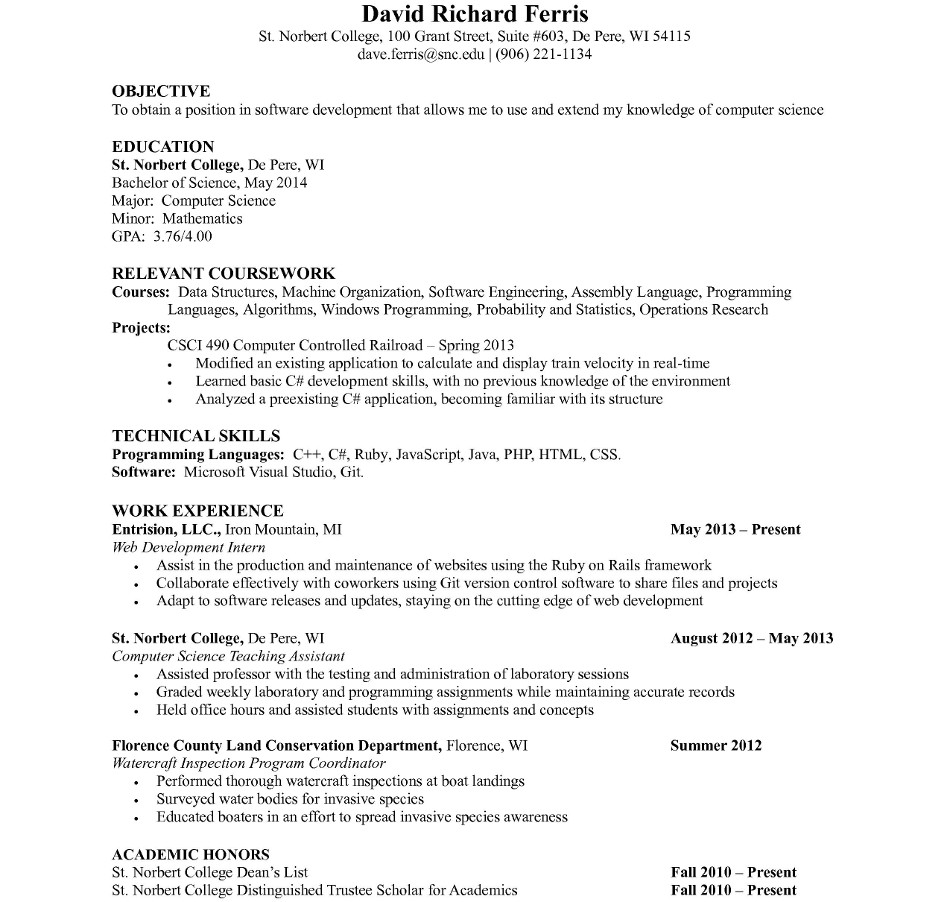 David Richard Ferris
St. Norbert College, 100 Grant Street, Suite #603, De Pere, WI 54115
dave.ferris@snc.edu | (906) 221-1134
OBJECTIVE
To obtain a position in software development that allows me to use and extend my knowledge of computer science
EDUCATION
St. Norbert College, De Pere, WI
Bachelor of Science, May 2014
Major: Computer Science
Minor: Mathematics
GPA: 3.76/4.00
RELEVANT COURSEWORK
Courses: Data Structures, Machine Organization, Software Engineering, Assembly Language, Programming
Languages, Algorithms, Windows Programming, Probability and Statistics, Operations Research
Projects:
CSCI 490 Computer Controlled Railroad – Spring 2013
• Modified an existing application to calculate and display train velocity in real-time
• Learned basic C# development skills, with no previous knowledge of the environment
• Analyzed a preexisting C# application, becoming familiar with its structure
TECHNICAL SKILLS
Programming Languages: C++, C#, Ruby, JavaScript, Java, PHP, HTML, CSS.
Software: Microsoft Visual Studio, Git.
WORK EXPERIENCE
Entrision, LLC., Iron Mountain, MI May 2013 – Present
Web Development Intern
• Assist in the production and maintenance of websites using the Ruby on Rails framework
• Collaborate effectively with coworkers using Git version control software to share files and projects
• Adapt to software releases and updates, staying on the cutting edge of web development
St. Norbert College, De Pere, WI August 2012 – May 2013
Computer Science Teaching Assistant
• Assisted professor with the testing and administration of laboratory sessions
• Graded weekly laboratory and programming assignments while maintaining accurate records
• Held office hours and assisted students with assignments and concepts
Florence County Land Conservation Department, Florence, WI Summer 2012
Watercraft Inspection Program Coordinator
• Performed thorough watercraft inspections at boat landings
• Surveyed water bodies for invasive species
• Educated boaters in an effort to spread invasive species awareness
ACADEMIC HONORS
St. Norbert College Dean's List Fall 2010 – Present
St. Norbert College Distinguished Trustee Scholar for Academics Fall 2010 – Present